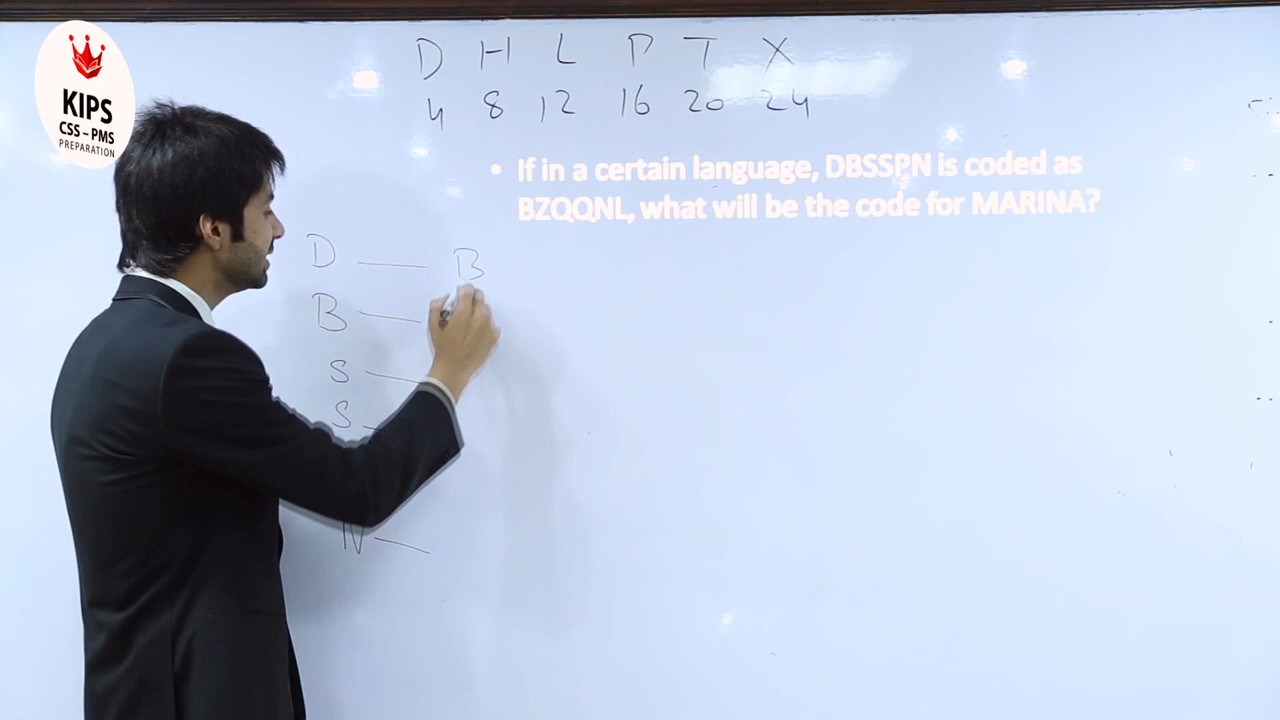 KIPS
CSS – PMS
PREPARATION
D H L P T X
4 8 12 16 20 24
• If in a certain language, DBSSPN is coded as
BZQQNL, what will be the code for MARINA?
D — B
B —
S —
S —
N —